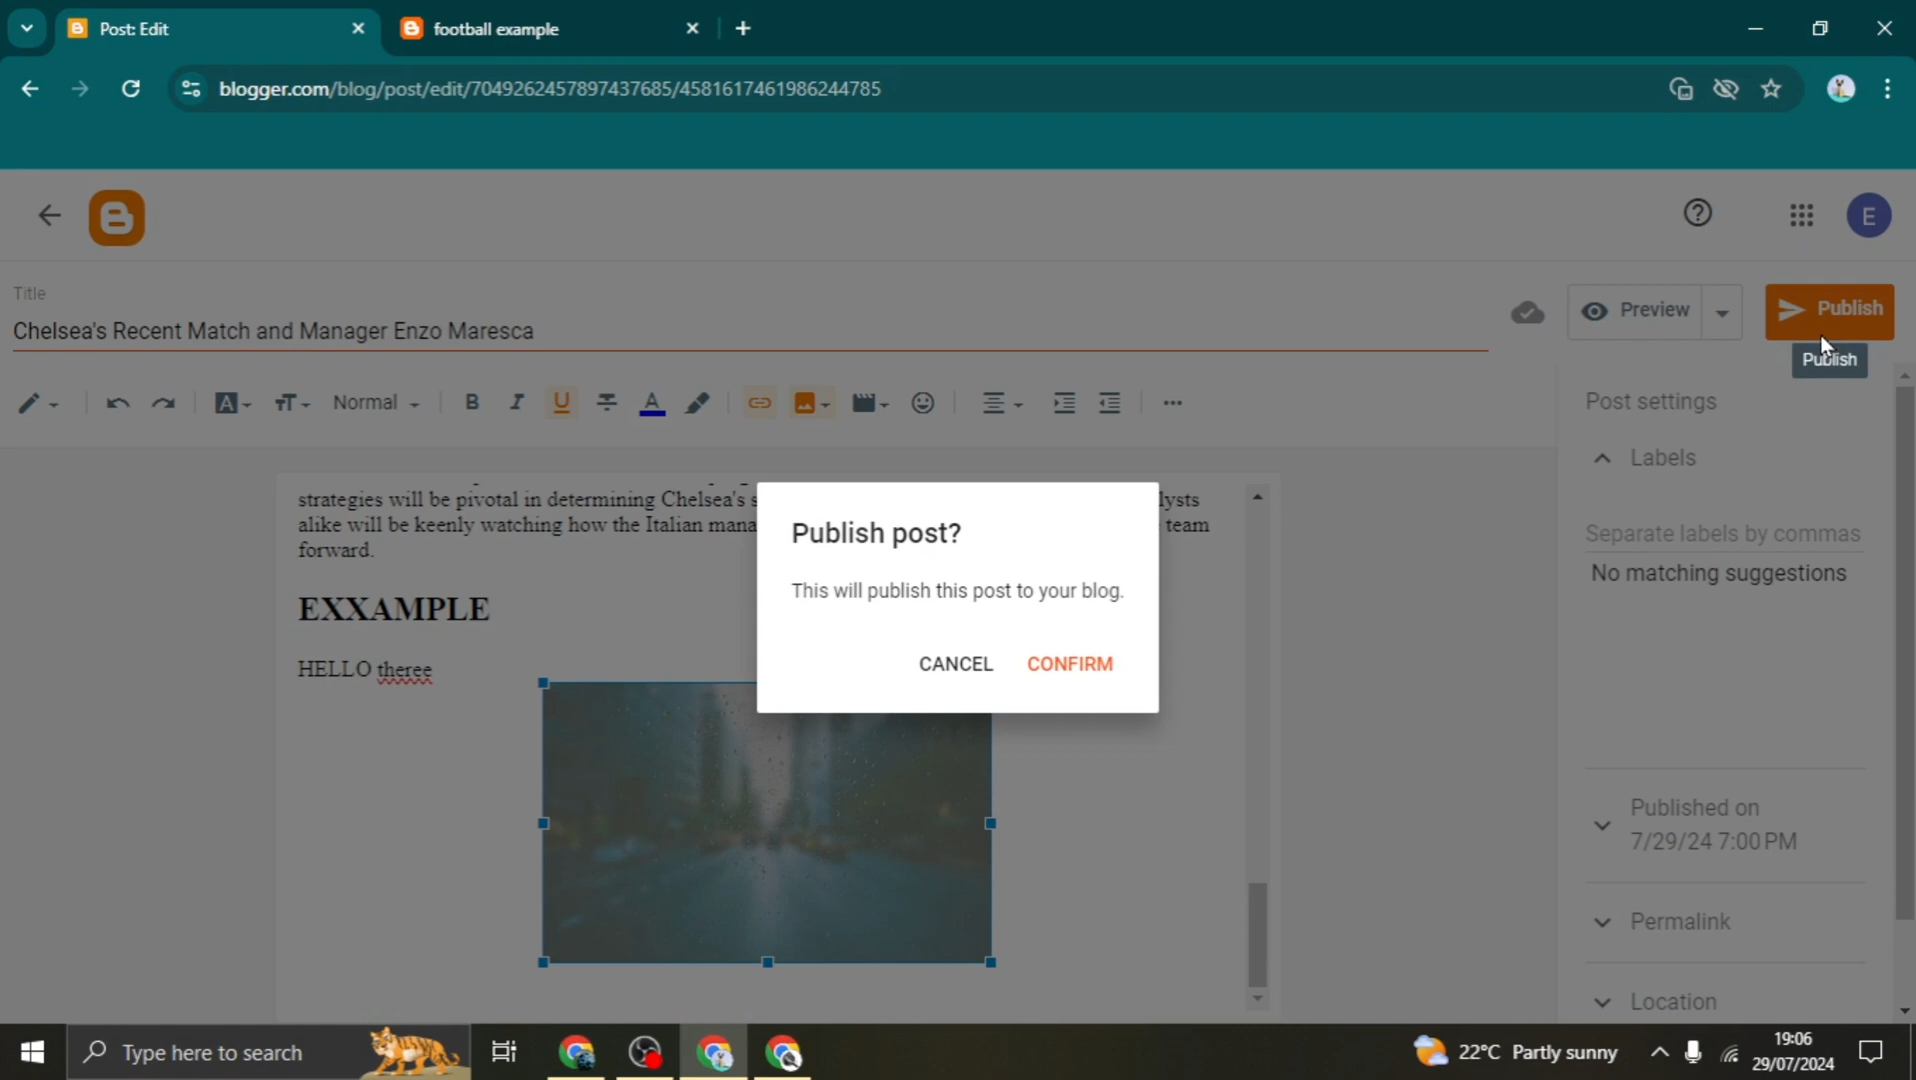 Post: Edit
football example
blogger.com/blog/post/edit/7049262457897437685/4581617461986244785
E
Title
Chelsea's Recent Match and Manager Enzo Maresca
Preview
Publish
Publish
Normal
Post settings
Labels
Separate labels by commas
No matching suggestions
strategies will be pivotal in determining Chelsea's s lysts
alike will be keenly watching how the Italian mana team
forward.
EXXAMPLE
HELLO theree
Publish post?
This will publish this post to your blog.
CANCEL CONFIRM
Published on
7/29/24 7:00 PM
Permalink
Location
Type here to search
22°C Partly sunny
19:06
29/07/2024